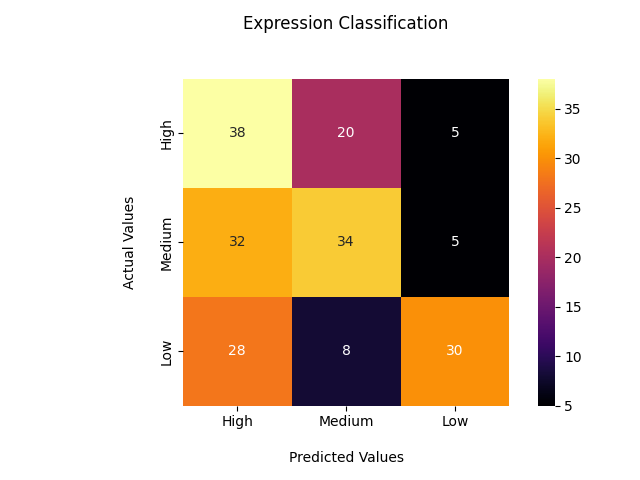 Expression Classification
Actual Values
High
38 20 5
Medium
32 34 5
Low
28 8 30
High Medium Low
Predicted Values
35
30
25
20
15
10
5